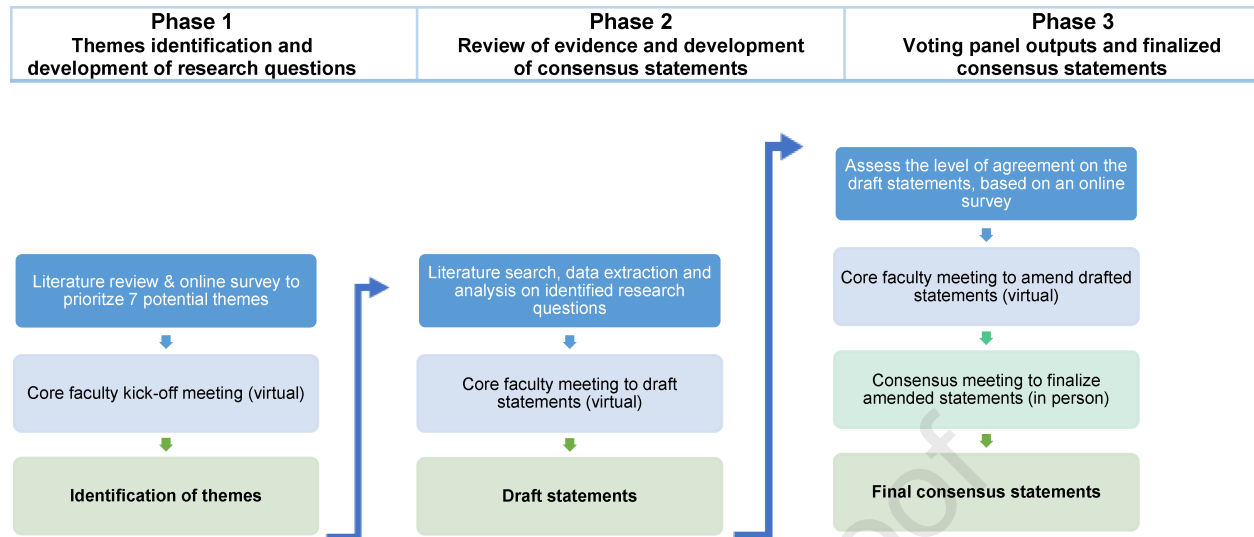 Phase 1
Themes identification and
development of research questions
Phase 2
Review of evidence and development
of consensus statements
Phase 3
Voting panel outputs and finalized
consensus statements
Literature review & online survey to
prioritze 7 potential themes
Core faculty kick-off meeting (virtual)
Identification of themes
Literature search, data extraction and
analysis on identified research
questions
Core faculty meeting to draft
statements (virtual)
Draft statements
Assess the level of agreement on the
draft statements, based on an online
survey
Core faculty meeting to amend drafted
statements (virtual)
Consensus meeting to finalize
amended statements (in person)
Final consensus statements